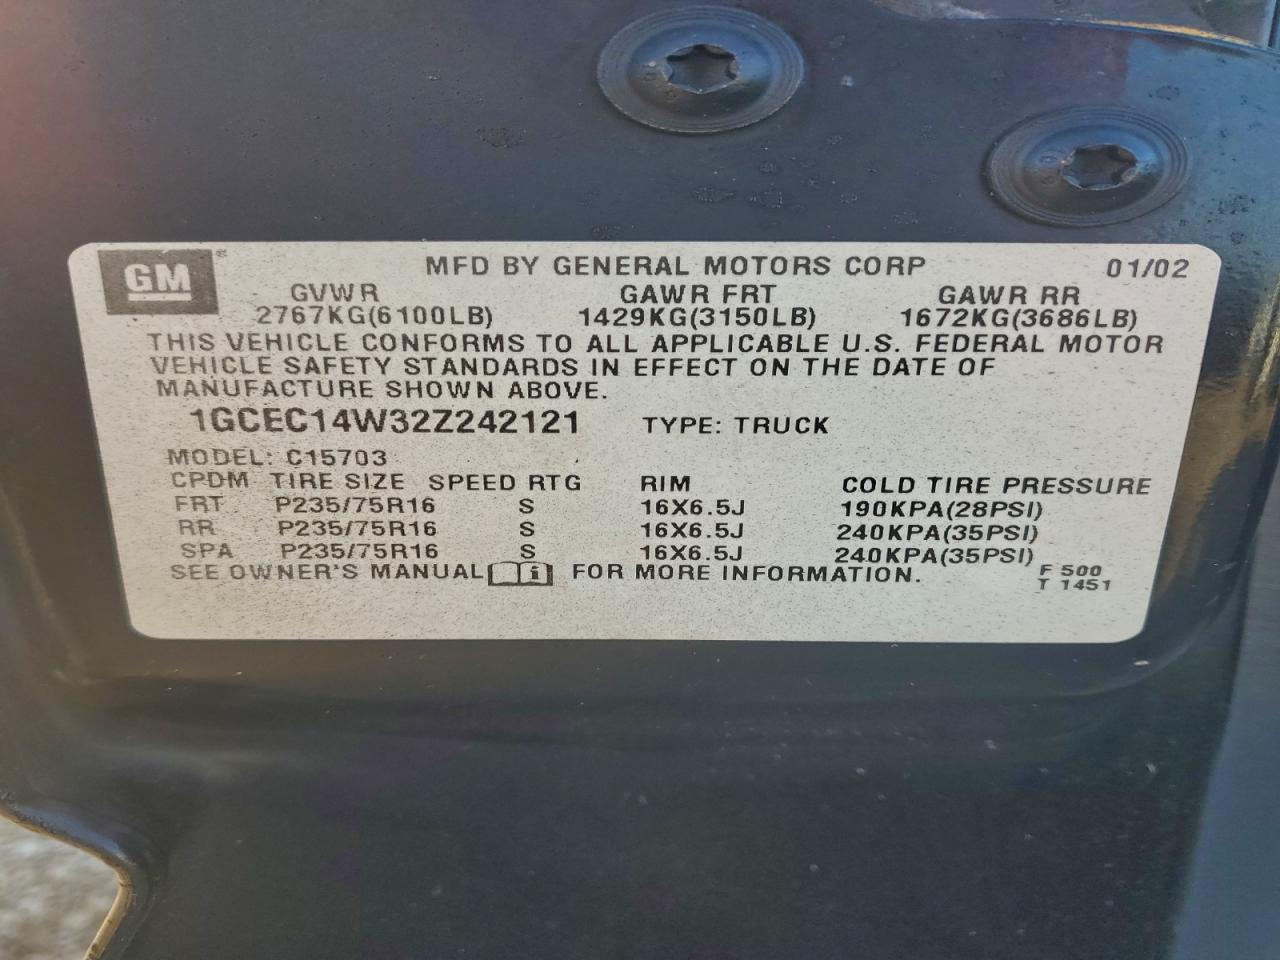 GM®
MFD BY GENERAL MOTORS CORP 01/02
GVWR GAWR FRT GAWR RR
2767KG(6100LB) 1429KG(3150LB) 1672KG(3686LB)
THIS VEHICLE CONFORMS TO ALL APPLICABLE U.S. FEDERAL MOTOR
VEHICLE SAFETY STANDARDS IN EFFECT ON THE DATE OF
MANUFACTURE SHOWN ABOVE.
1GCEC14W32Z242121 TYPE: TRUCK
MODEL: C15703
CPDM TIRE SIZE SPEED RTG RIM COLD TIRE PRESSURE
FRT P235/75R16 S 16X6.5J 190KPA(28PSI)
RR P235/75R16 S 16X6.5J 240KPA(35PSI)
SPA P235/75R16 S 16X6.5J 240KPA(35PSI)
SEE OWNER'S MANUAL i FOR MORE INFORMATION.
F 500
T 1451